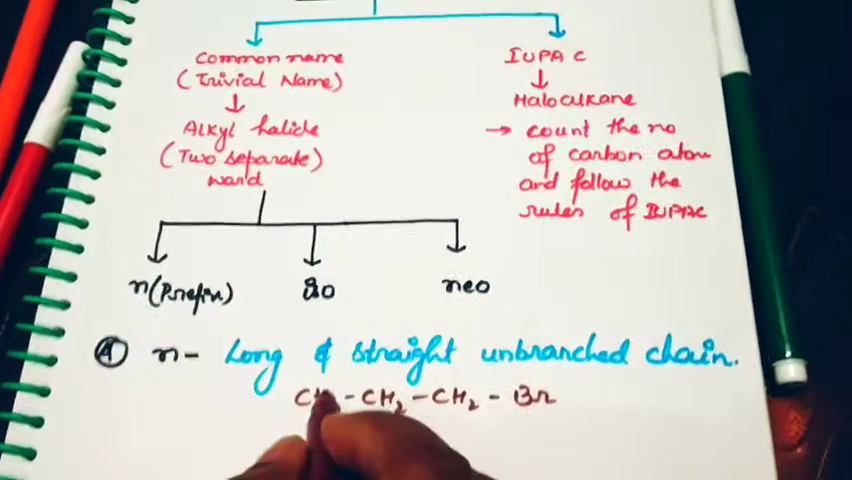 Common name
(Trivial Name)
Alkyl halide
(Two separate)
word
IUPAC
Haloalkane
→ count the no
of carbon atom
and follow the
rules of IUPAC
n(Prefix)
iso
neo
A n- Long & straight unbranched chain.
CH-CH2-CH2-Br